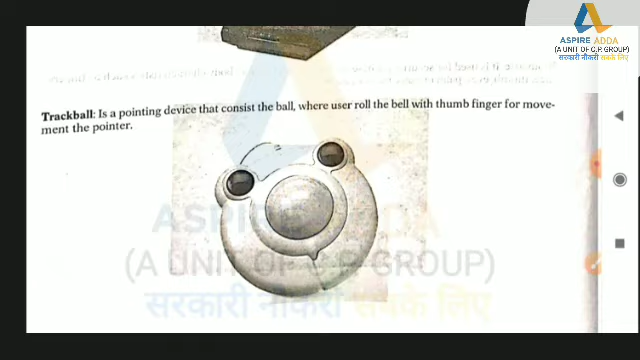 ASPIRE ADDA
(A UNIT OF C.P. GROUP)
सरकारी नौकरी सबके लिए
Trackball: Is a pointing device that consist the ball, where user roll the bell with thumb finger for move-
ment the pointer.
ASPIRE ADDA
(A UNIT OF C.P. GROUP)
सरकारी नौकरी सबके लिए